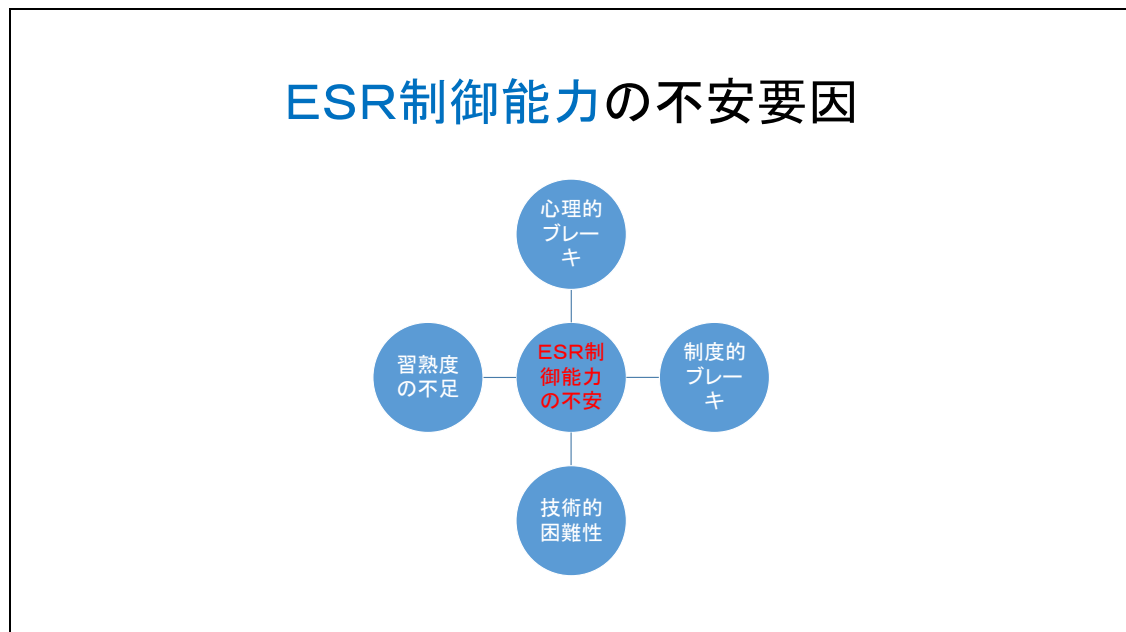 ESR制御能力の不安要因
心理的
ブレー
キ
習熟度
の不足
ESR制
御能力
の不安
制度的
ブレー
キ
技術的
困難性